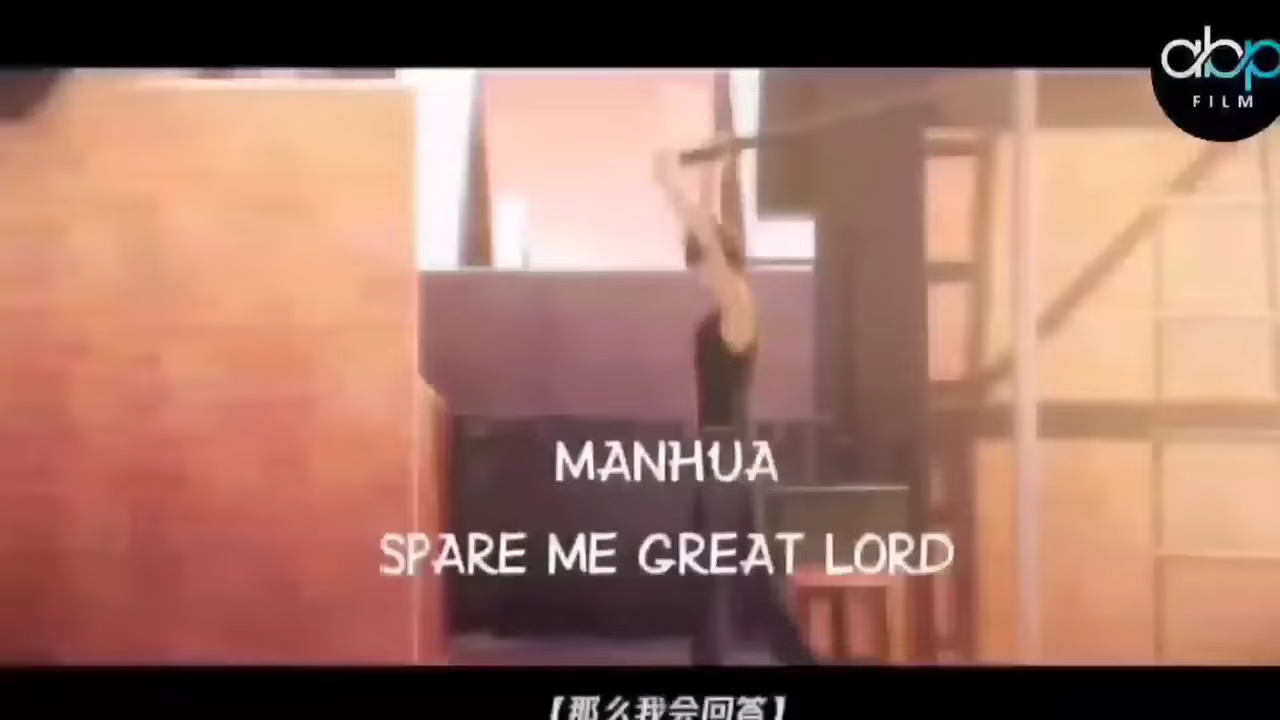 abp
FILM
MANHUA
SPARE ME GREAT LORD
【那么我会回答】